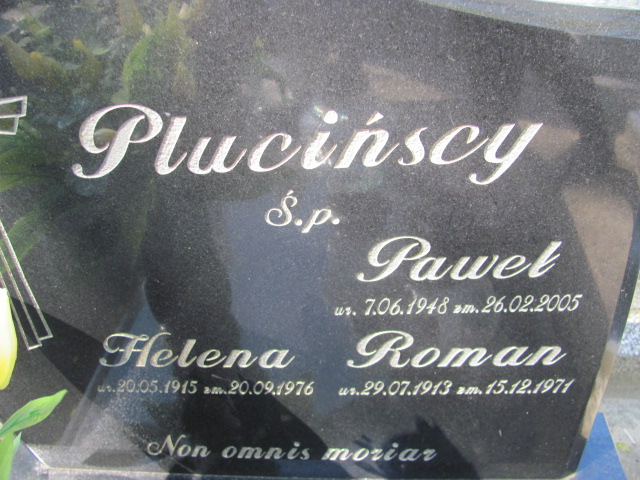 Plucińscy
Ś.p.
Paweł
ur. 7.06.1948 zm. 26.02.2005
Helena Roman
ur. 20.05.1915 zm. 20.09.1976 ur. 29.07.1913 zm. 15.12.1971
Non omnis moriar